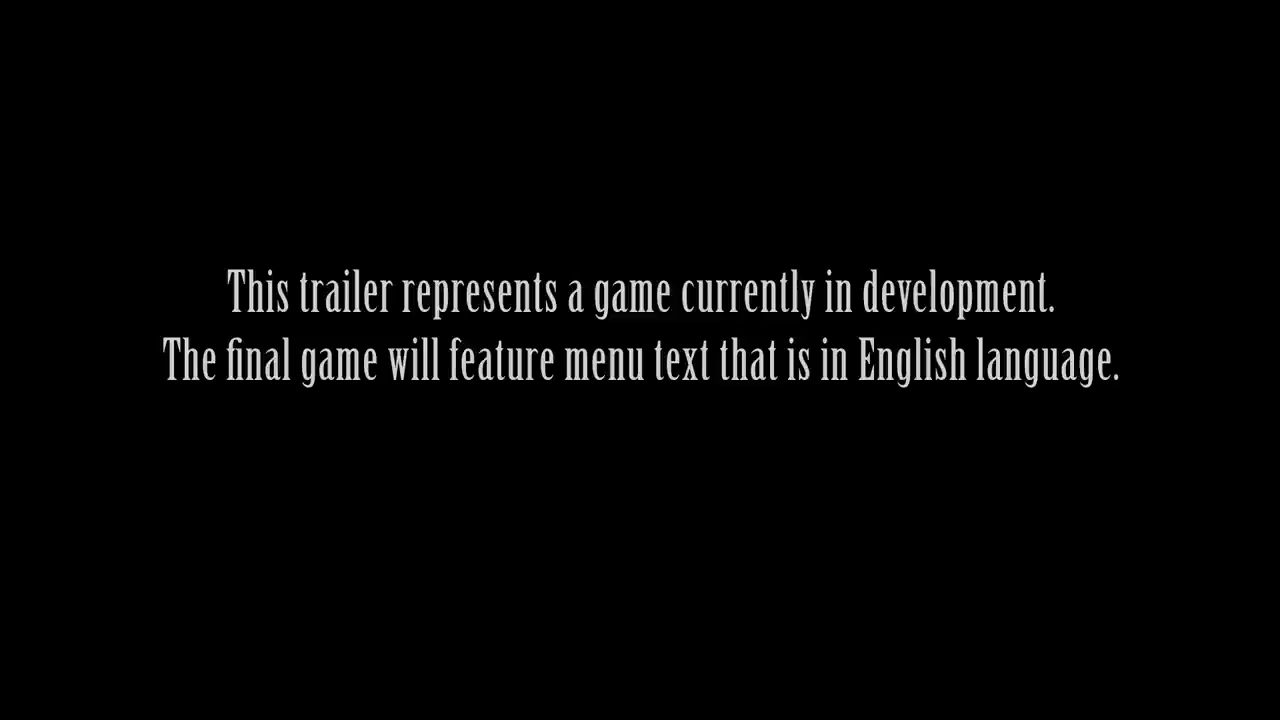 This trailer represents a game currently in development.
The final game will feature menu text that is in English language.